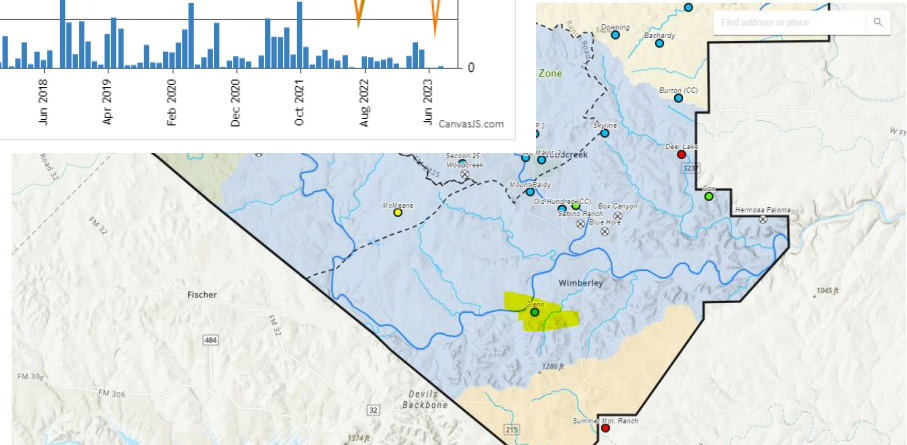 0
Jun 2018
Apr 2019
Feb 2020
Dec 2020
Oct 2021
Aug 2022
Jun 2023
CanvasJS.com
Find address or place
Downing
Bachardy
Zone
Burton (CC)
Skyline
Deer Lake
3237
Section 25
Woodcreek
Mount Baldy
McMeans
Old Hundred (CC)
Box Canyon
Sabino Ranch
Blue Hole
Hermosa Paloma
Road 32
FM 32
Fischer
Wimberley
Glenn
1045 ft
FM 32
484
1286 ft
FM 306
FM 306
Devils
Backbone
32
215
Summer Mtn. Ranch
1374 ft